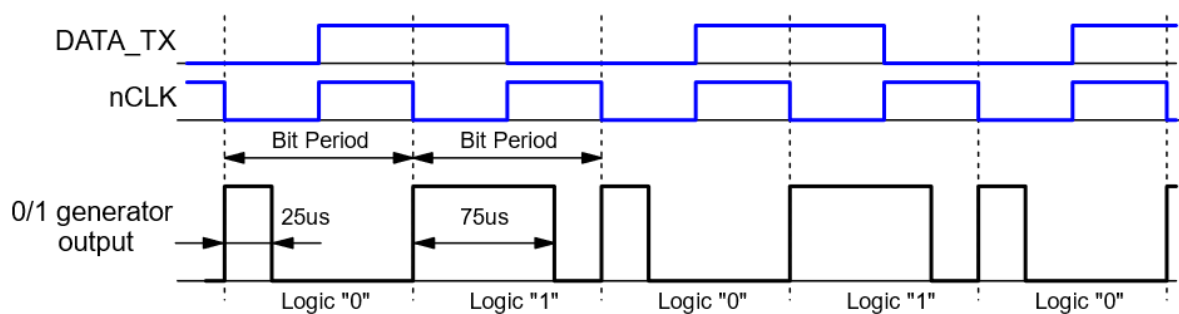 DATA_TX
nCLK
Bit Period Bit Period
0/1 generator
output
25us 75us
Logic "0" Logic "1" Logic "0" Logic "1" Logic "0"